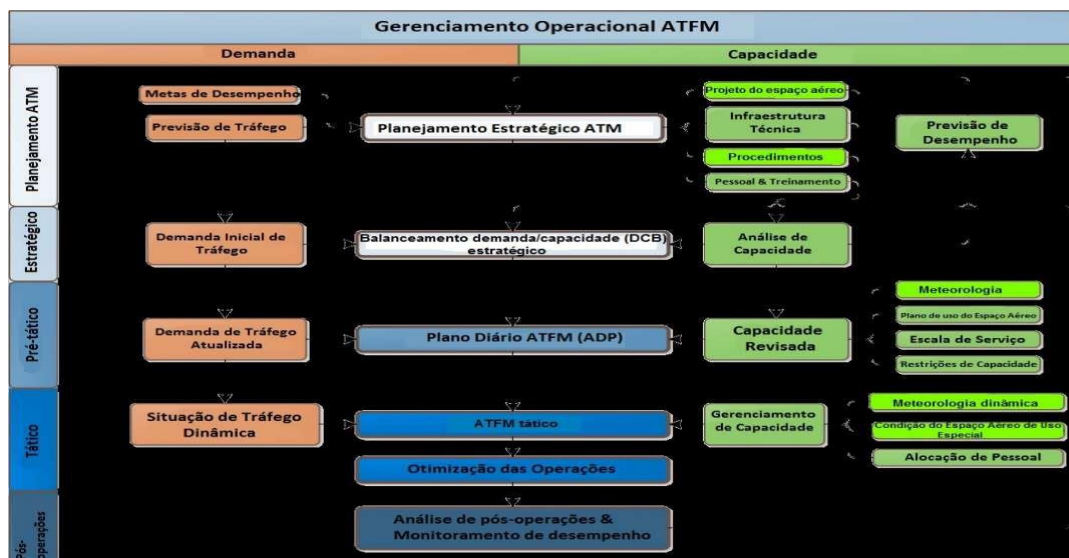 Gerenciamento Operacional ATFM
Demanda
Capacidade
Planejamento ATM
Metas de Desempenho
Previsão de Tráfego
Planejamento Estratégico ATM
Projeto do espaço aéreo
Infraestrutura
Técnica
Procedimentos
Pessoal & Treinamento
Previsão de
Desempenho
Estratégico
Demanda Inicial de
Tráfego
Balanceamento demanda/capacidade (DCB)
estratégico
Análise de
Capacidade
Pré-tático
Demanda de Tráfego
Atualizada
Plano Diário ATFM (ADP)
Capacidade
Revisada
Meteorologia
Plano de uso do Espaço Aéreo
Escala de Serviço
Restrições de Capacidade
Tático
Situação de Tráfego
Dinâmica
ATFM tático
Gerenciamento
de Capacidade
Meteorologia dinâmica
Condição do Espaço Aéreo de Uso
Especial
Alocação de Pessoal
Otimização das Operações
Pós-
operações
Análise de pós-operações &
Monitoramento de desempenho